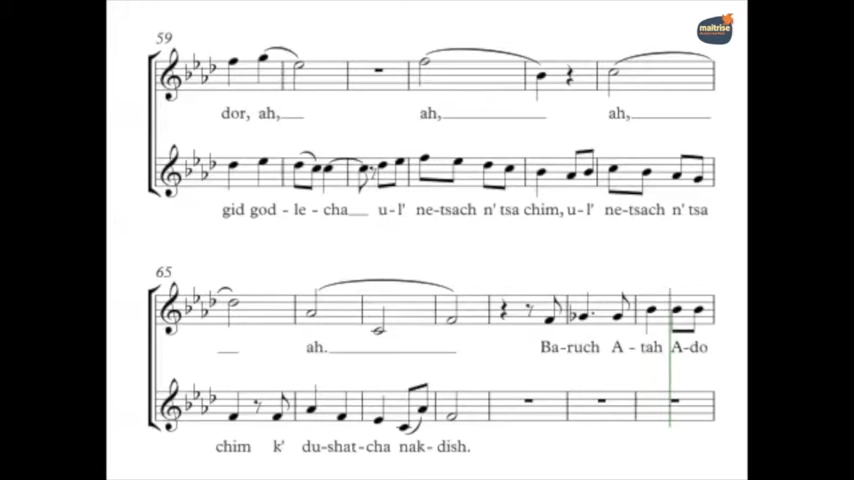 maîtrise
59
dor, ah,
ah,
ah,
gid god - le - cha u-l' ne-tsach n' tsa chim, u-l' ne-tsach n' tsa
65
ah.
Ba-ruch A - tah A-do
chim k' du-shat-cha nak-dish.